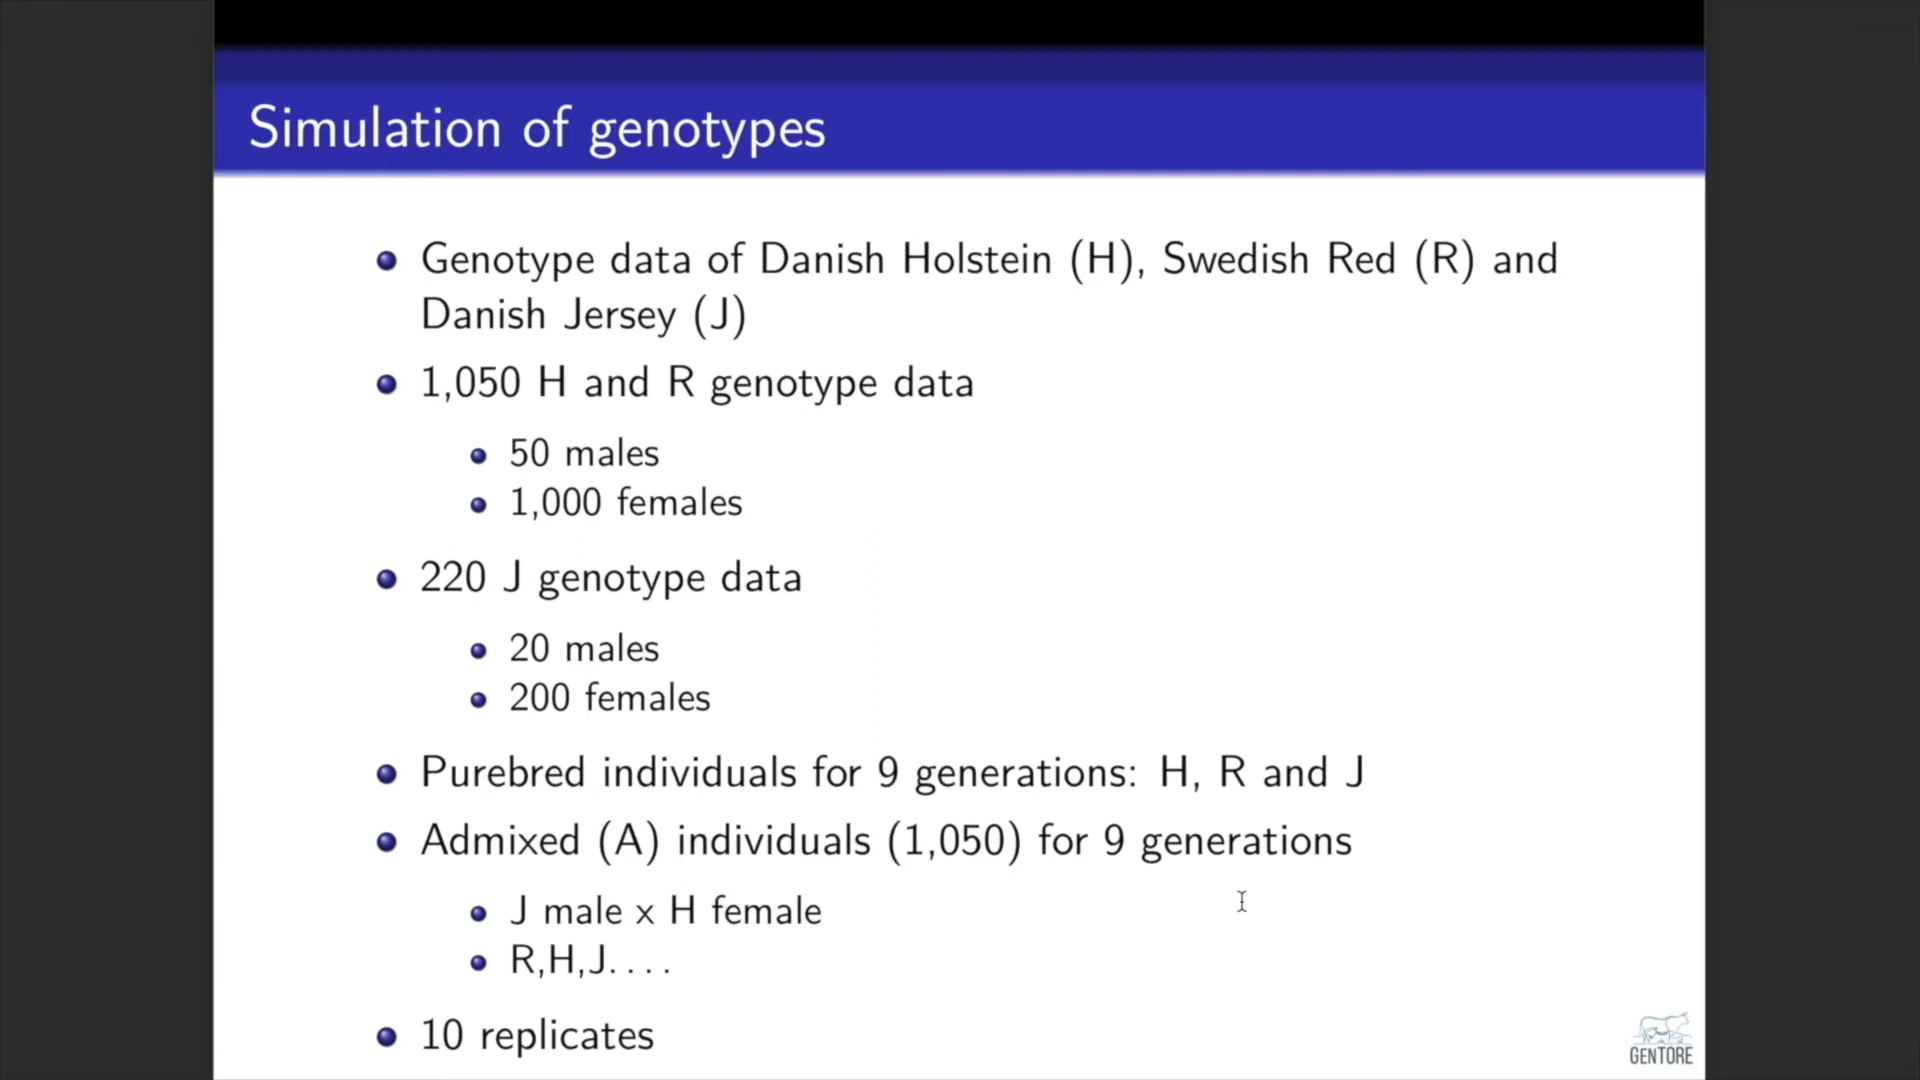 Simulation of genotypes
Genotype data of Danish Holstein (H), Swedish Red (R) and
Danish Jersey (J)
1,050 H and R genotype data
50 males
1,000 females
220 J genotype data
20 males
200 females
Purebred individuals for 9 generations: H, R and J
Admixed (A) individuals (1,050) for 9 generations
J male x H female
R,H,J....
10 replicates
GENTORE